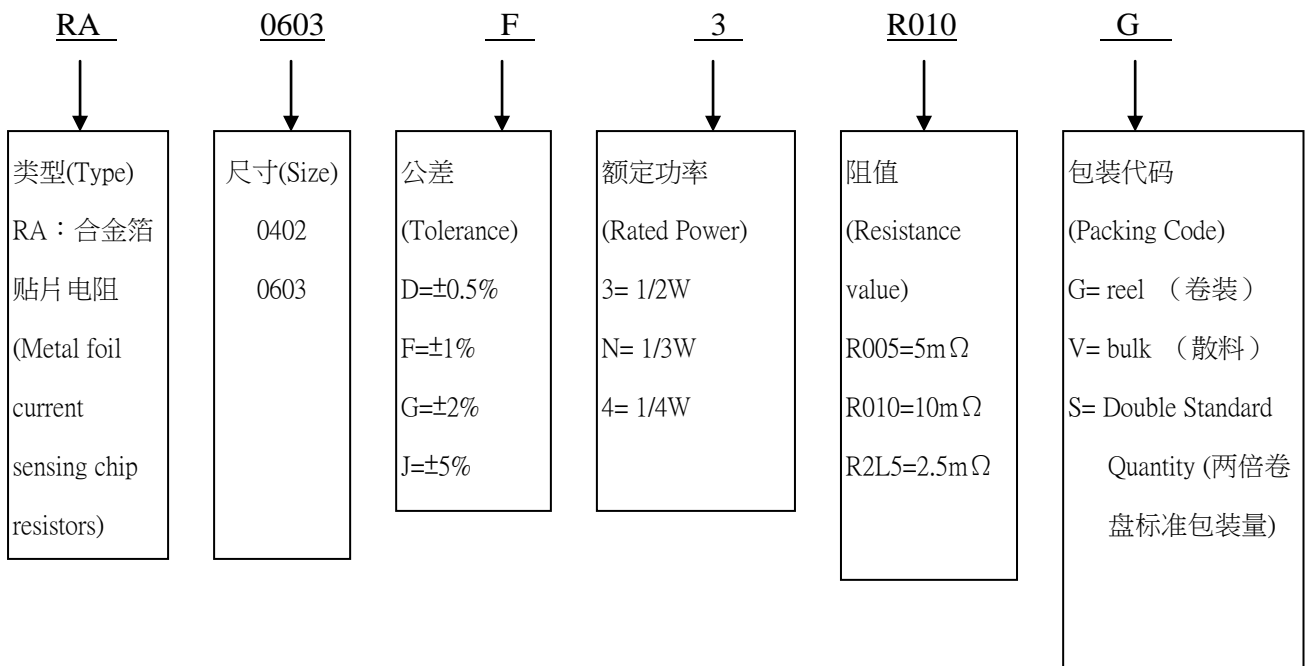 RA 0603 F 3 R010 G
类型(Type)
RA：合金箔
贴片电阻
(Metal foil
current
sensing chip
resistors)
尺寸(Size)
0402
0603
公差
(Tolerance)
D=±0.5%
F=±1%
G=±2%
J=±5%
额定功率
(Rated Power)
3= 1/2W
N= 1/3W
4= 1/4W
阻值
(Resistance
value)
R005=5mΩ
R010=10mΩ
R2L5=2.5mΩ
包装代码
(Packing Code)
G= reel （卷装）
V= bulk （散料）
S= Double Standard
Quantity (两倍卷
盘标准包装量)